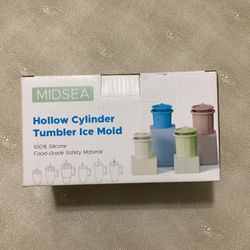 MIDSEA
Hollow Cylinder
Tumbler Ice Mold
100% Silicone
Food-Grade Safety Material